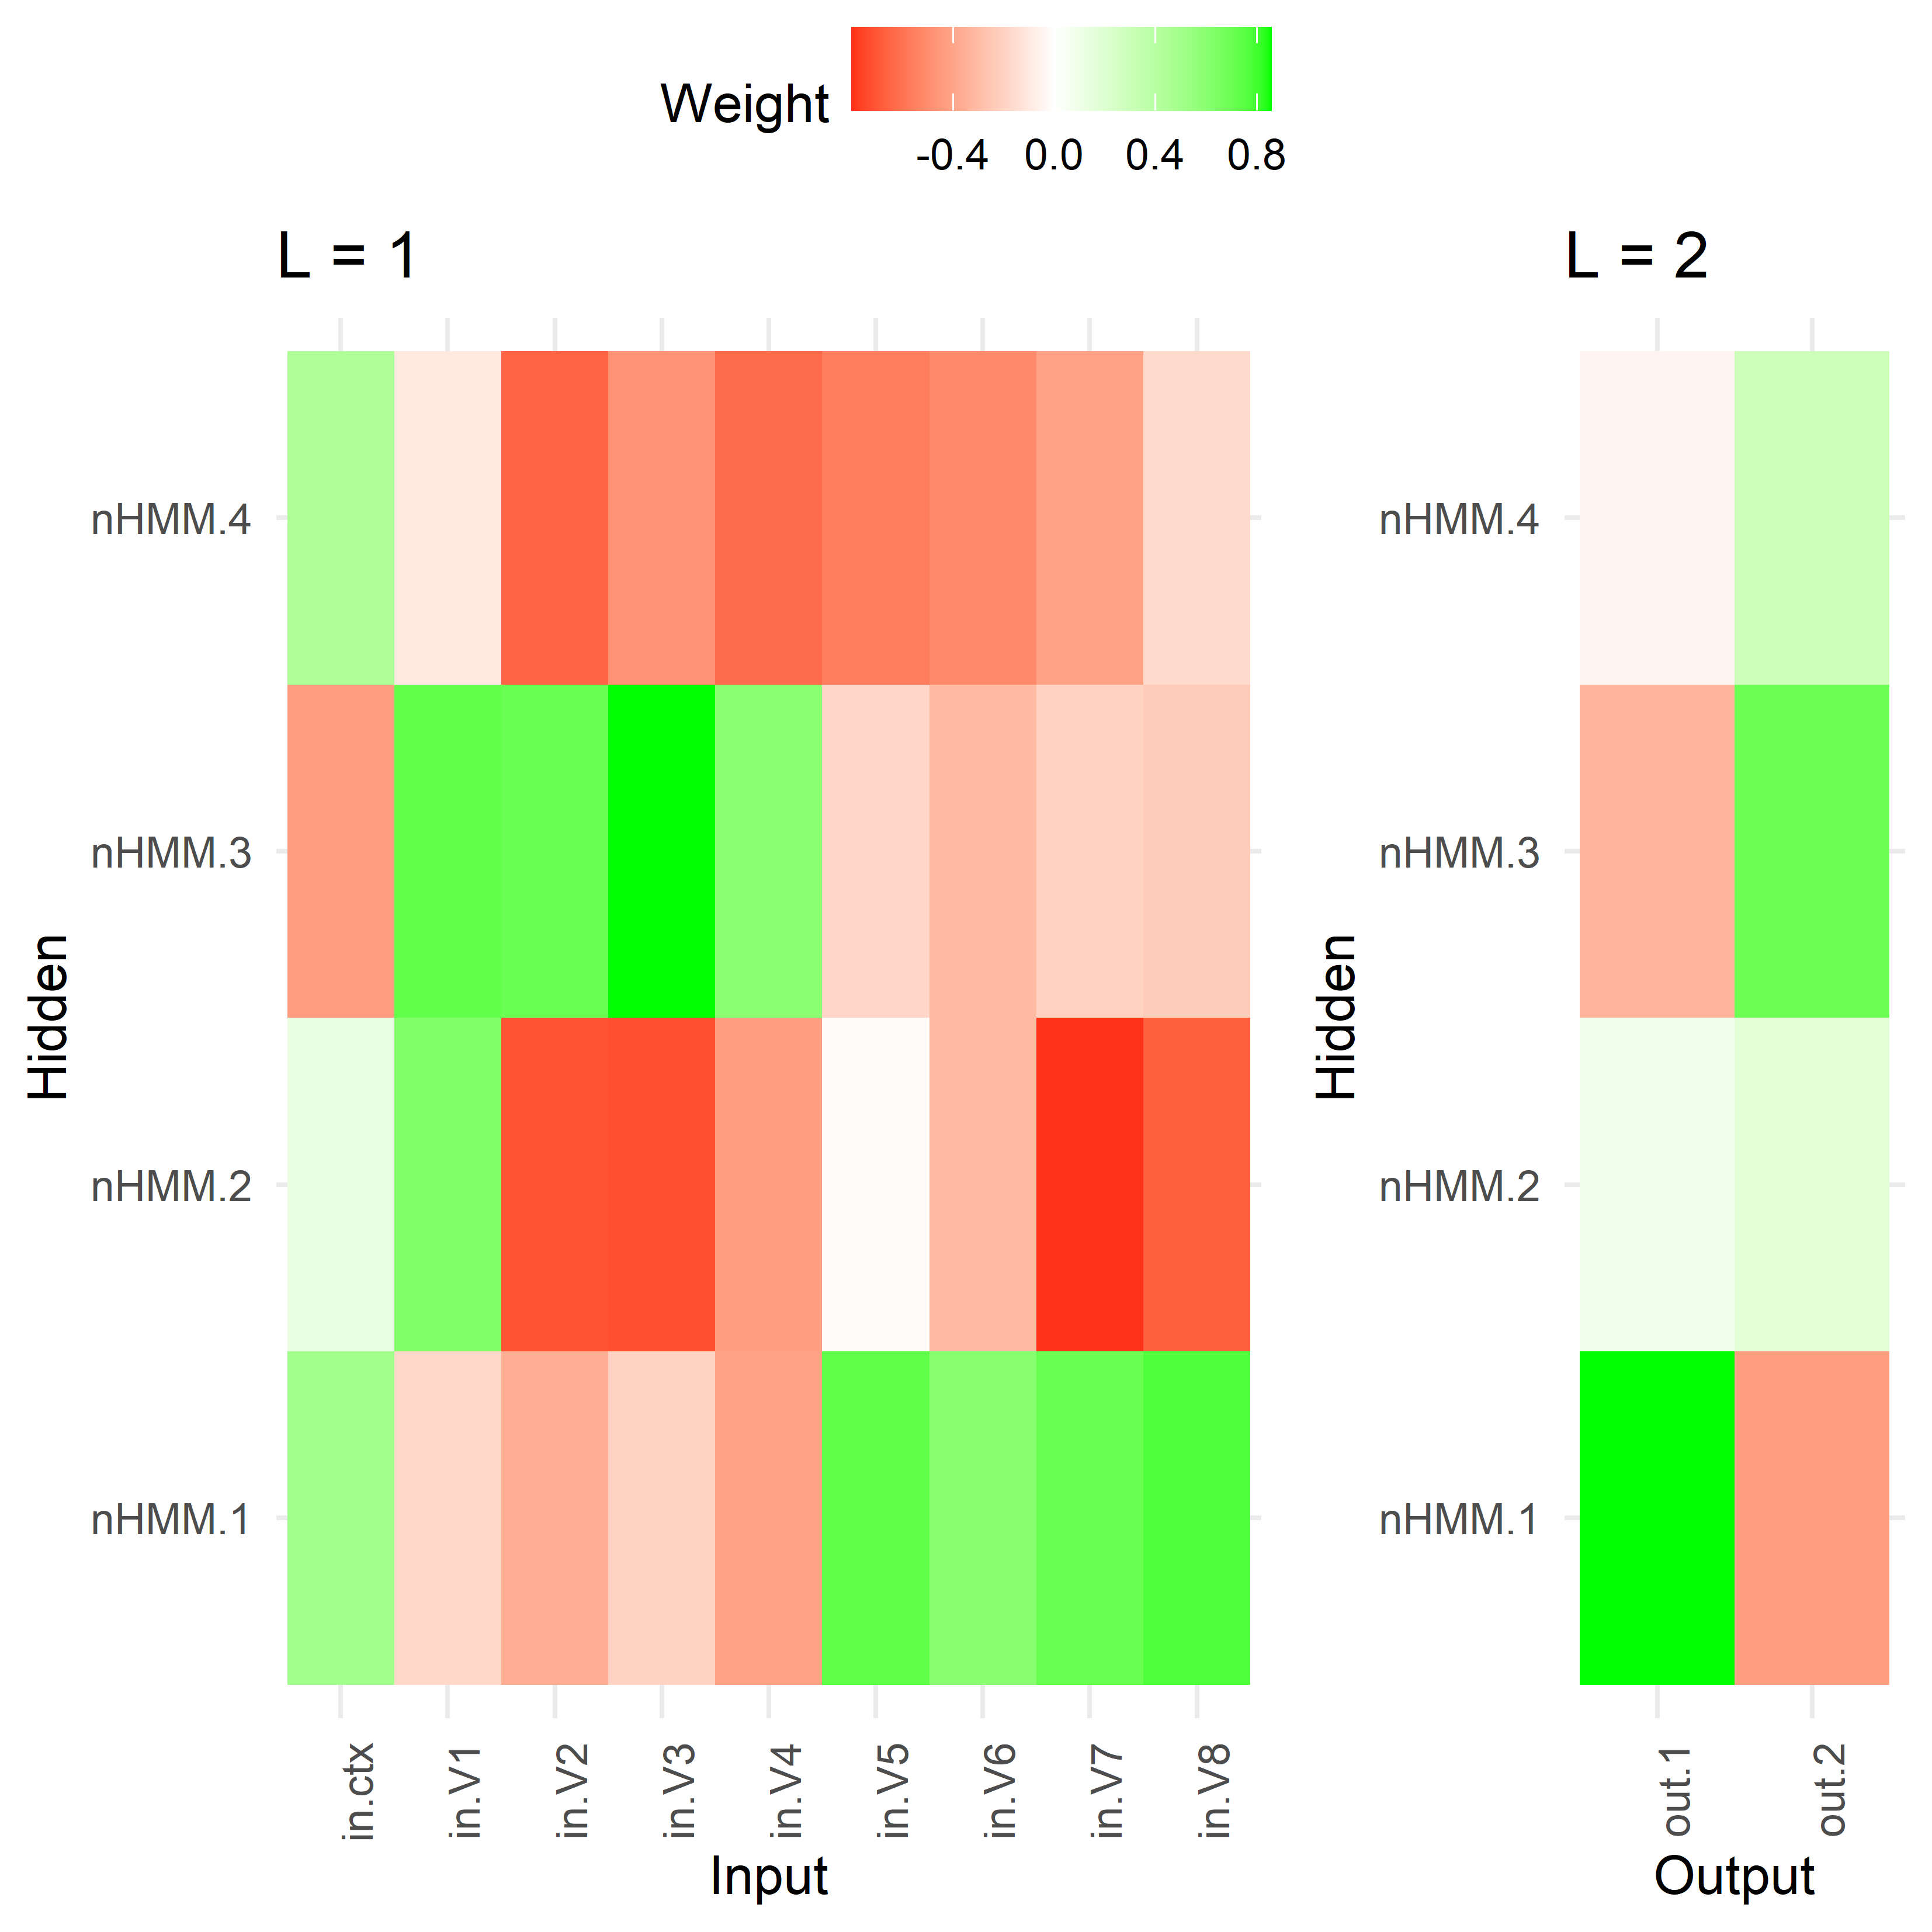 Weight
-0.4 0.0 0.4 0.8
L = 1
L = 2
nHMM.4
nHMM.3
nHMM.2
nHMM.1
Hidden
in.ctx
in.V1
in.V2
in.V3
in.V4
in.V5
in.V6
in.V7
in.V8
Input
nHMM.4
nHMM.3
nHMM.2
nHMM.1
Hidden
out.1
out.2
Output